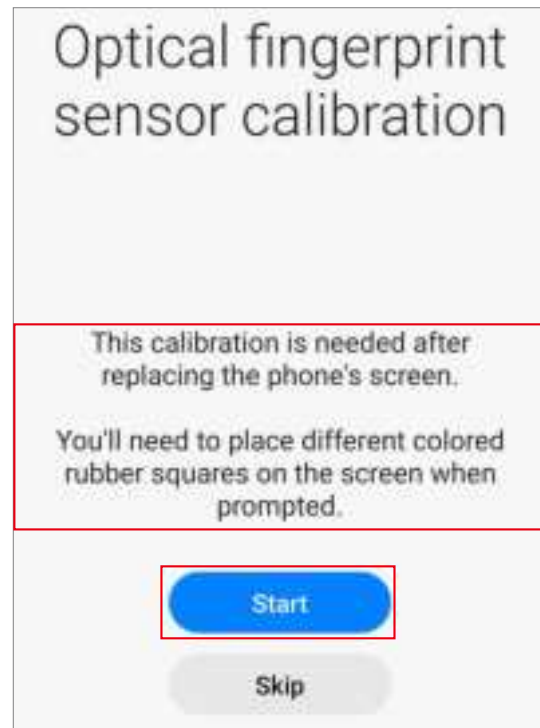 Optical fingerprint
sensor calibration
This calibration is needed after
replacing the phone's screen.
You'll need to place different colored
rubber squares on the screen when
prompted.
Start
Skip